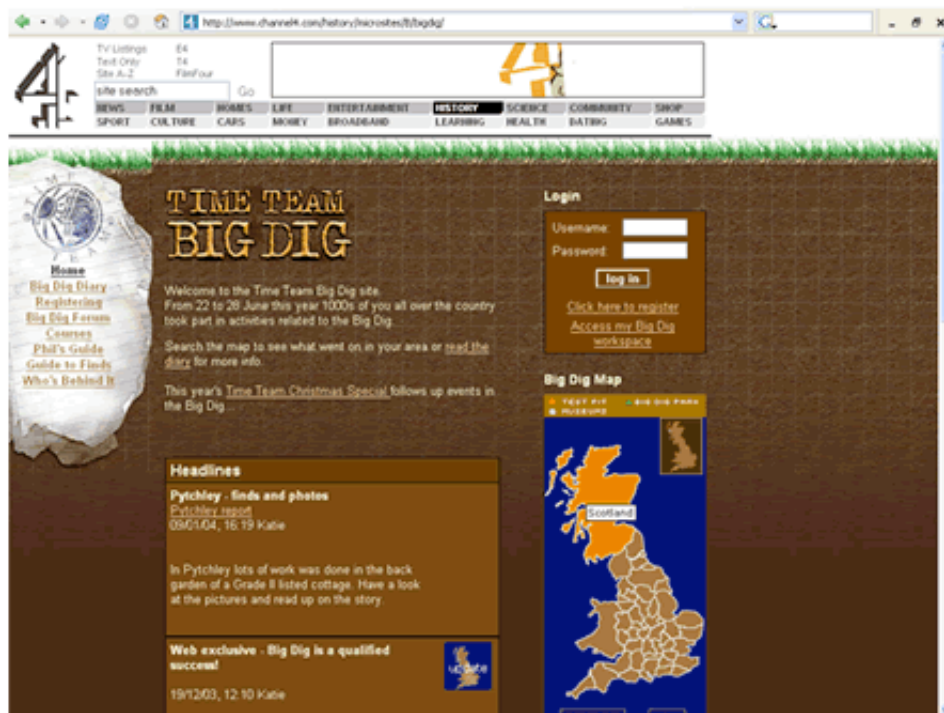 http://www.channel4.com/history/microsites/B/bigdig/
TV Listings E4
Text Only T4
Site A-Z FilmFour
site search Go
NEWS FILM HOMES LIFE ENTERTAINMENT HISTORY SCIENCE COMMUNITY SHOP
SPORT CULTURE CARS MONEY BROADBAND LEARNING HEALTH DATING GAMES
TIME TEAM
Home
Big Dig Diary
Registering
Big Dig Forum
Courses
Phil's Guide
Guide to Finds
Who's Behind It
TIME TEAM
BIG DIG
Welcome to the Time Team Big Dig site.
From 22 to 28 June this year 1000s of you all over the country
took part in activities related to the Big Dig.
Search the map to see what went on in your area or read the
diary for more info.
This year's Time Team Christmas Special follows up events in
the Big Dig.
Headlines
Pytchley - finds and photos
Pytchley report
09/01/04, 16:19 Katie
In Pytchley lots of work was done in the back
garden of a Grade II listed cottage. Have a look
at the pictures and read up on the story.
Web exclusive - Big Dig is a qualified
success!
update
19/12/03, 12:10 Katie
Login
Username:
Password:
log in
Click here to register
Access my Big Dig
workspace
Big Dig Map
TEST PIT BIG DIG PARK
MUSEUMS
Scotland